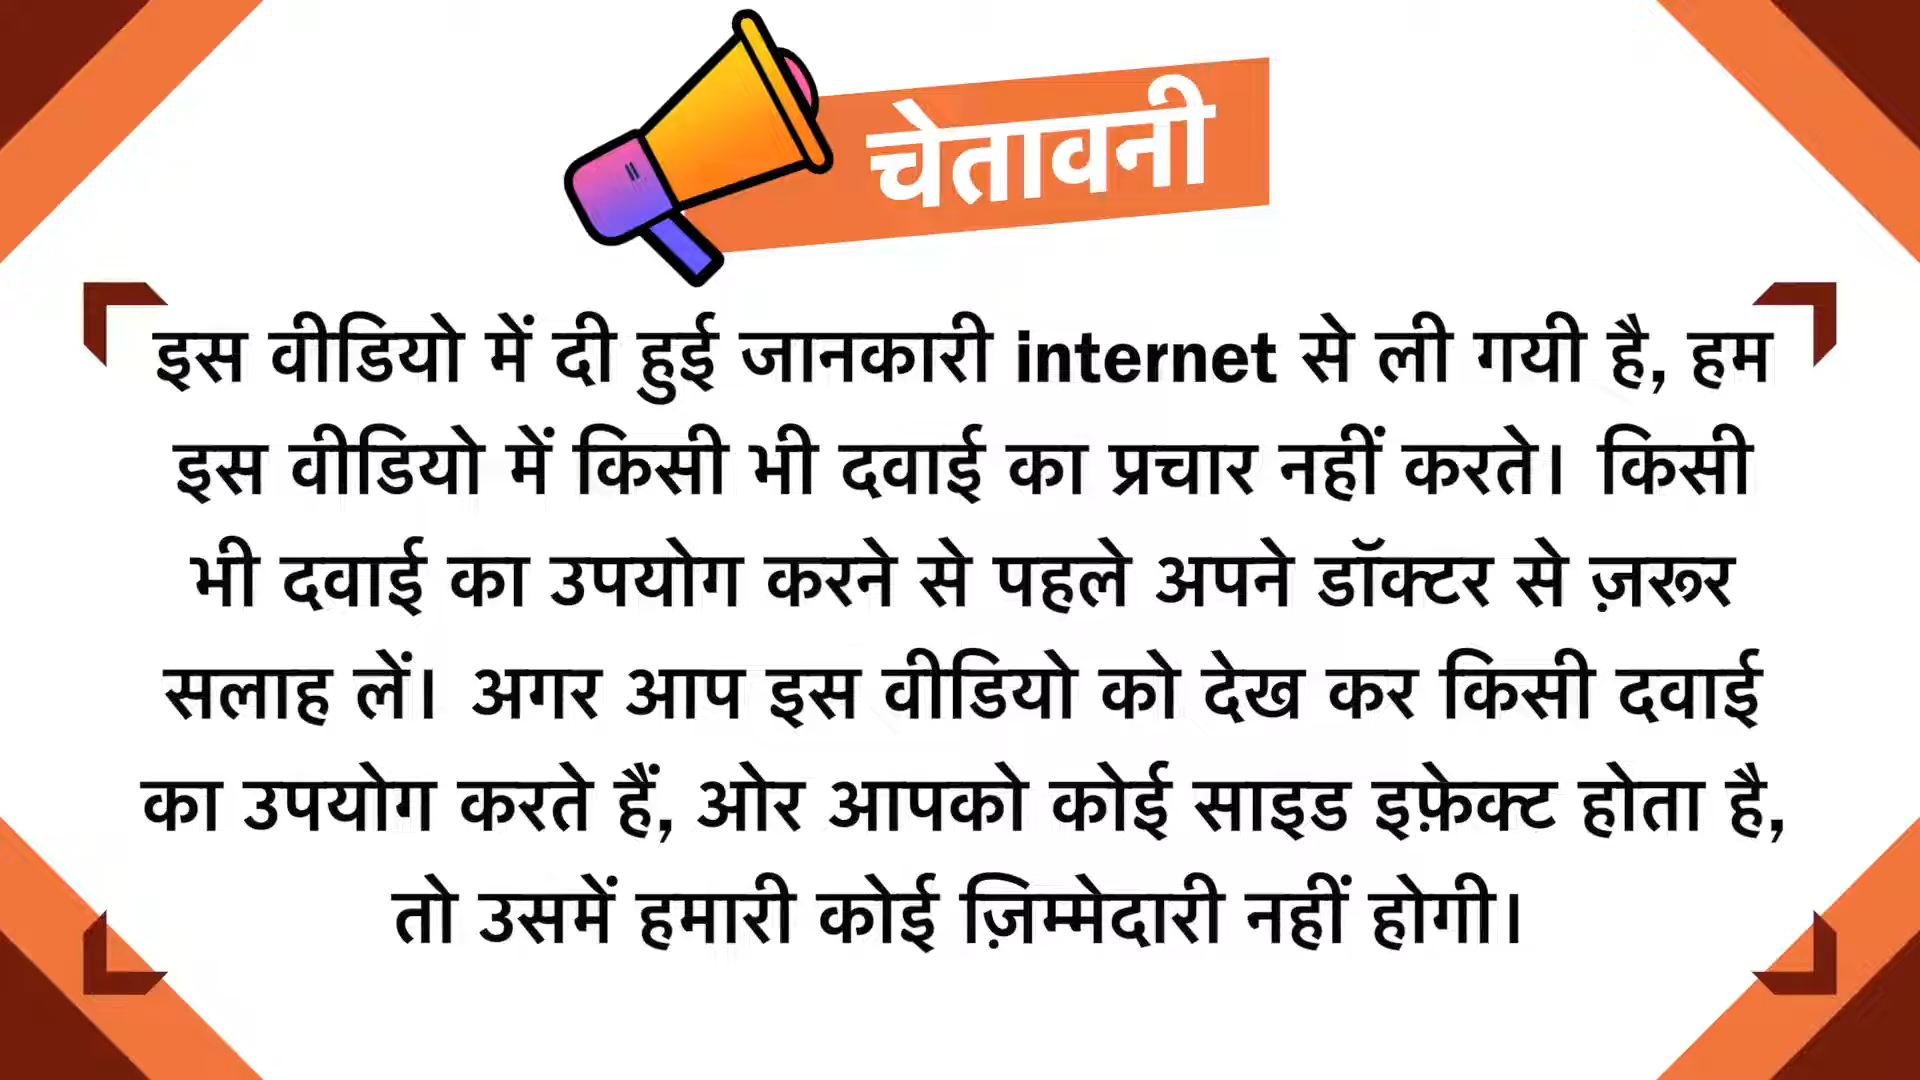 चेतावनी
इस वीडियो में दी हुई जानकारी internet से ली गयी है, हम
इस वीडियो में किसी भी दवाई का प्रचार नहीं करते। किसी
भी दवाई का उपयोग करने से पहले अपने डॉक्टर से ज़रूर
सलाह लें। अगर आप इस वीडियो को देख कर किसी दवाई
का उपयोग करते हैं, ओर आपको कोई साइड इफ़ेक्ट होता है,
तो उसमें हमारी कोई ज़िम्मेदारी नहीं होगी।